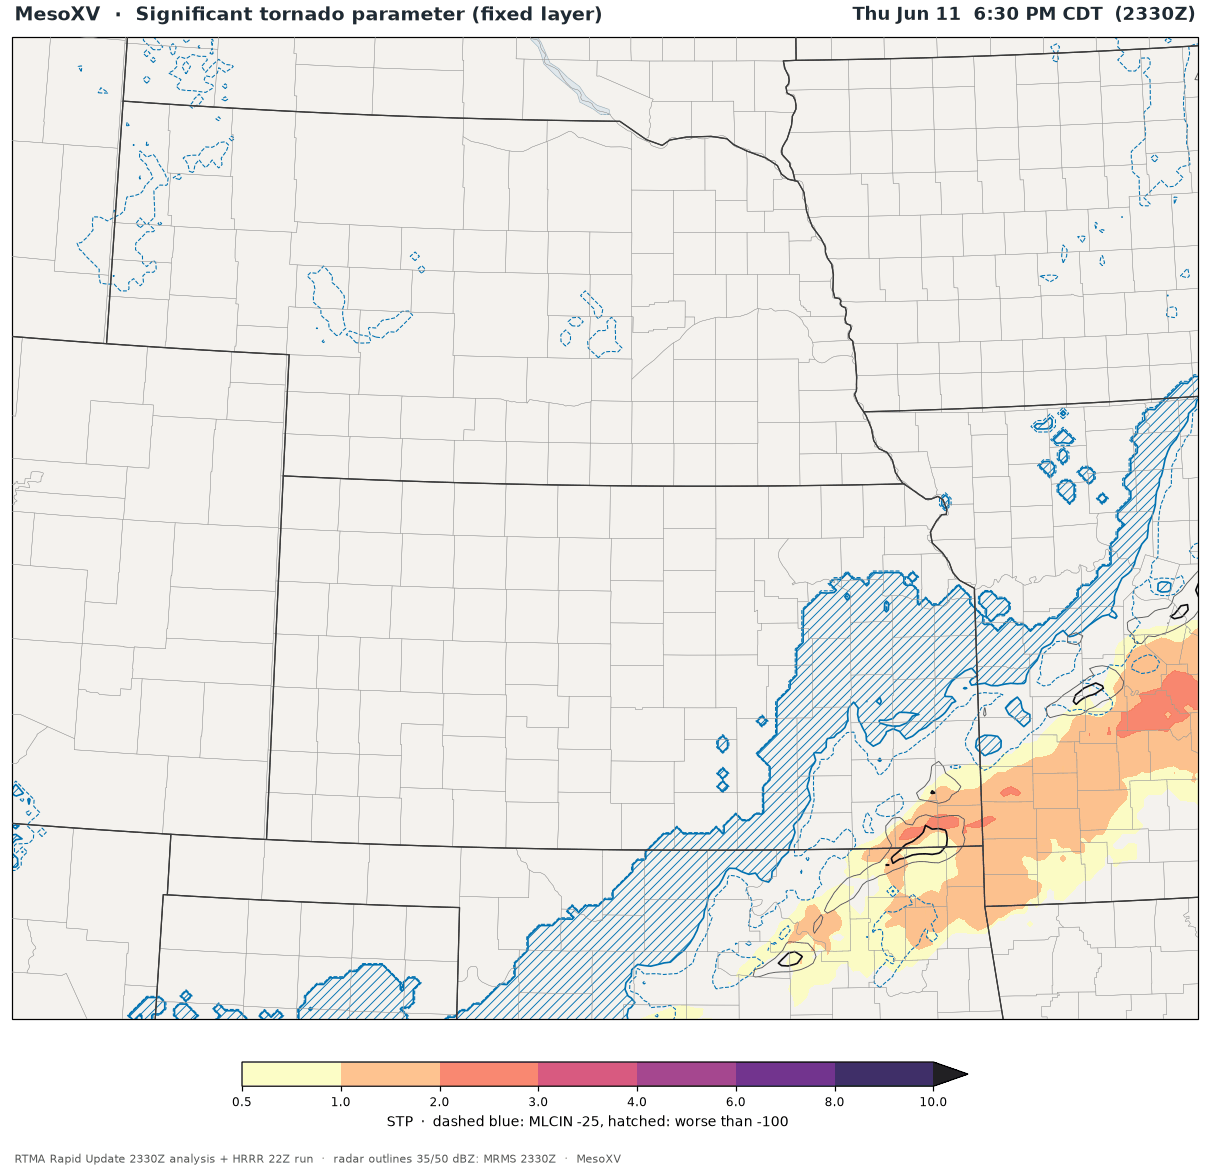 MesoXV · Significant tornado parameter (fixed layer)
Thu Jun 11 6:30 PM CDT (2330Z)
0.5 1.0 2.0 3.0 4.0 6.0 8.0 10.0
STP · dashed blue: MLCIN -25, hatched: worse than -100
RTMA Rapid Update 2330Z analysis + HRRR 22Z run · radar outlines 35/50 dBZ: MRMS 2330Z · MesoXV